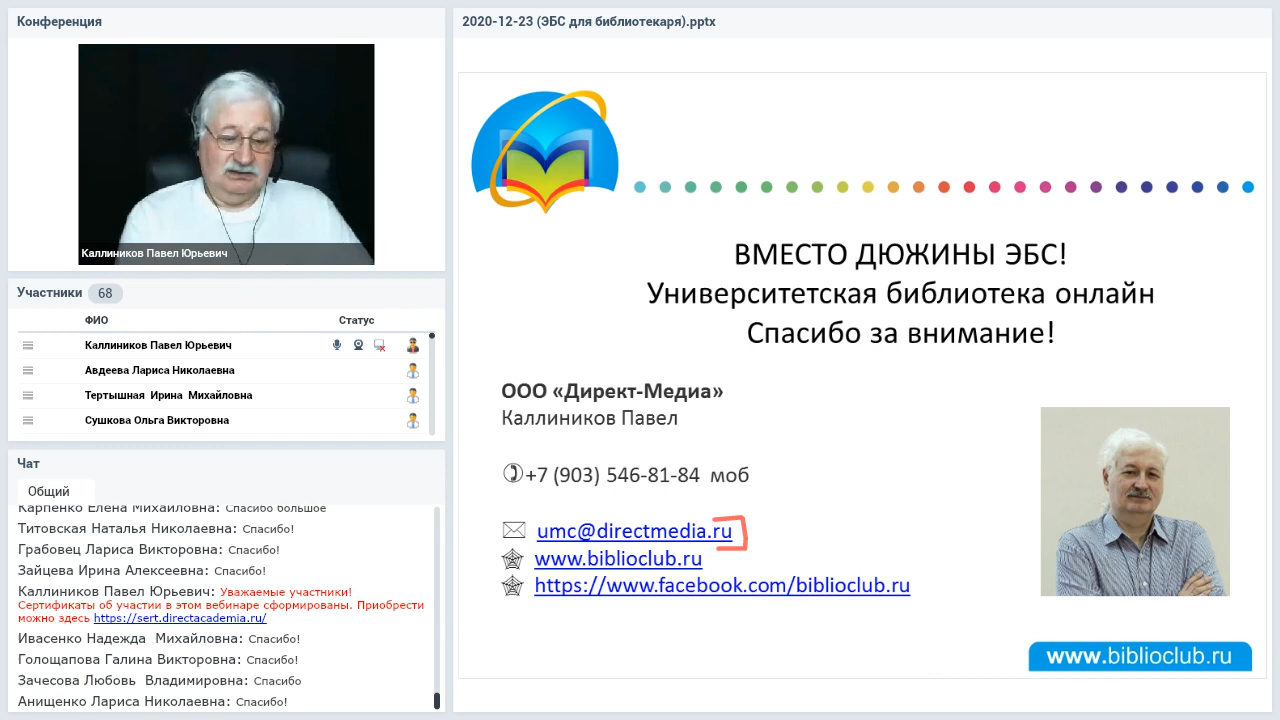 Конференция
Каллиников Павел Юрьевич
Участники 68
ФИО Статус
Каллиников Павел Юрьевич
Авдеева Лариса Николаевна
Тертышная Ирина Михайловна
Сушкова Ольга Викторовна
Чат
Общий
Карпенко Елена Михайловна: Спасибо большое
Титовская Наталья Николаевна: Спасибо!
Грабовец Лариса Викторовна: Спасибо!
Зайцева Ирина Алексеевна: Спасибо!
Каллиников Павел Юрьевич: Уважаемые участники!
Сертификаты об участии в этом вебинаре сформированы. Приобрести
можно здесь https://sert.directacademia.ru/
Ивасенко Надежда Михайловна: Спасибо!
Голощапова Галина Викторовна: Спасибо!
Зачесова Любовь Владимировна: Спасибо
Анищенко Лариса Николаевна: Спасибо!
2020-12-23 (ЭБС для библиотекаря).pptx
ВМЕСТО ДЮЖИНЫ ЭБС!
Университетская библиотека онлайн
Спасибо за внимание!
ООО «Директ-Медиа»
Каллиников Павел
+7 (903) 546-81-84 моб
umc@directmedia.ru
www.biblioclub.ru
https://www.facebook.com/biblioclub.ru
www.biblioclub.ru